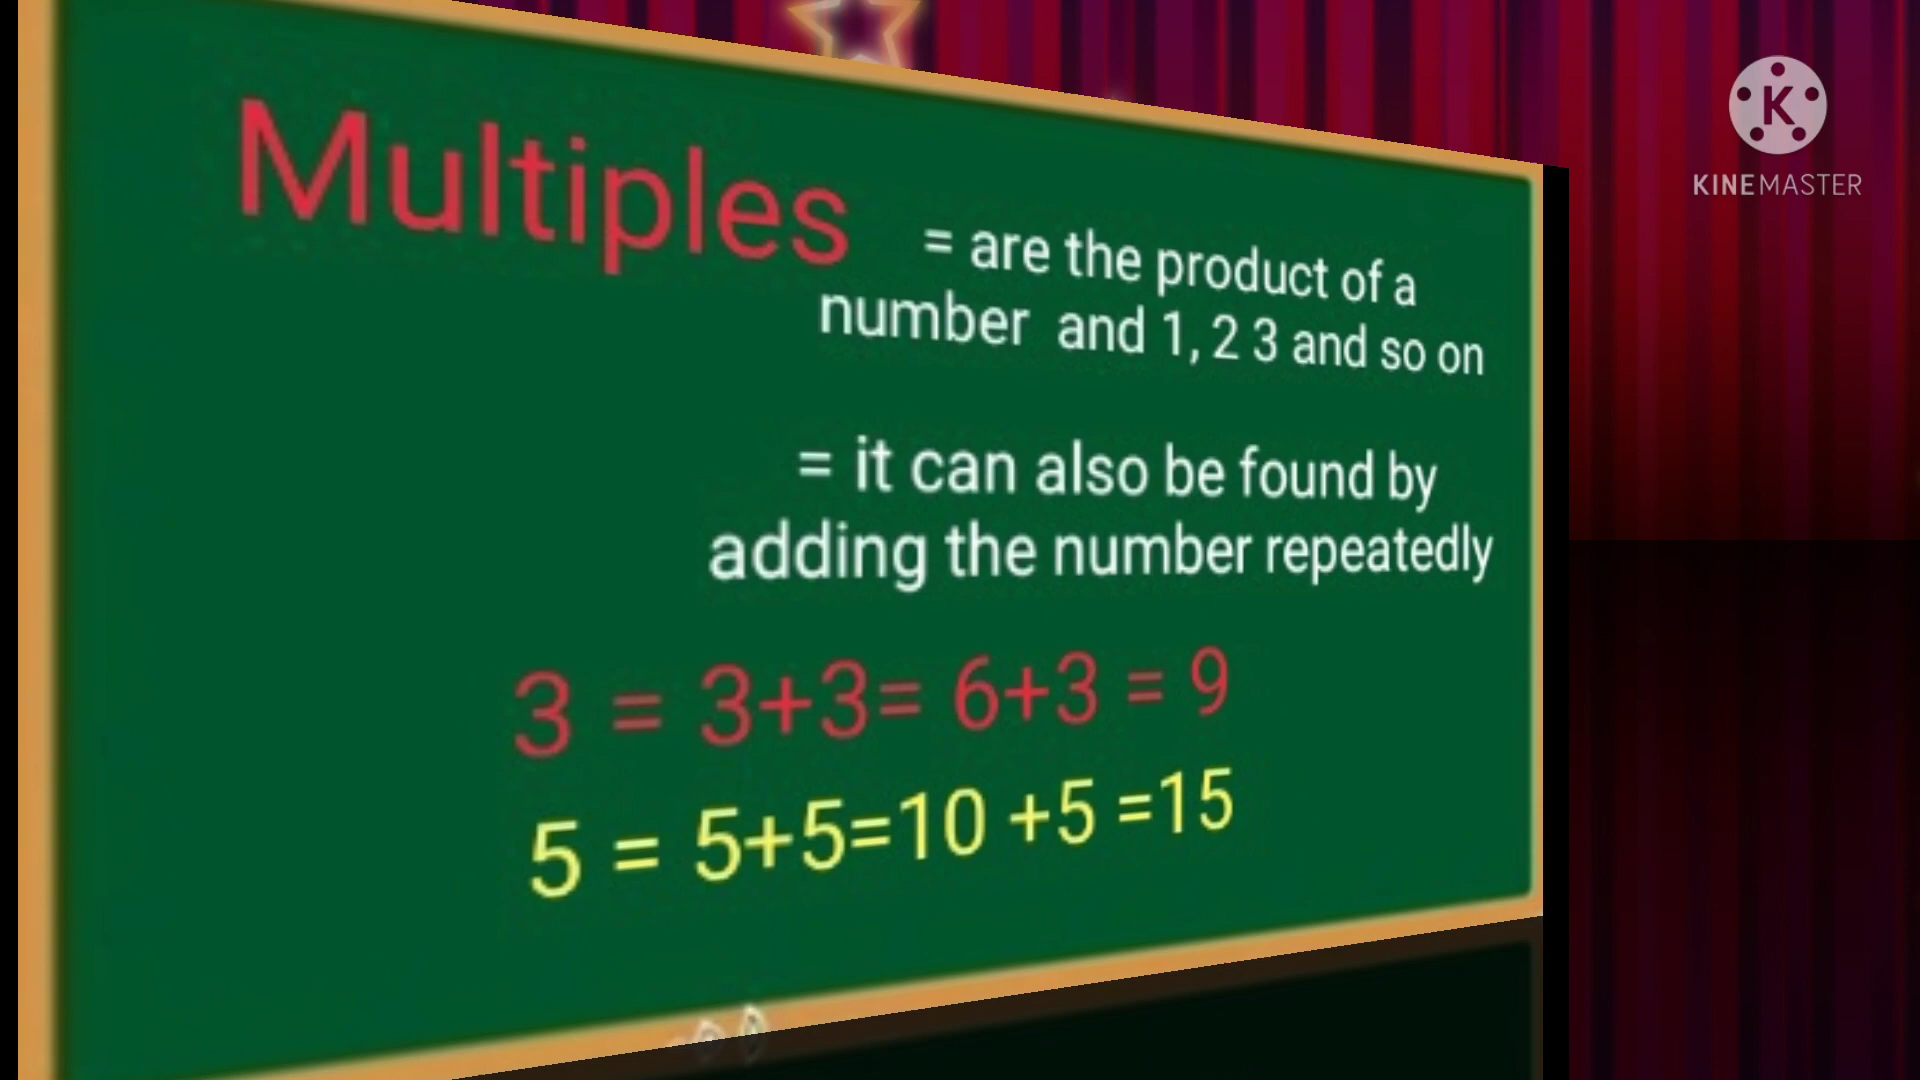 Multiples
= are the product of a
number and 1, 2 3 and so on
= it can also be found by
adding the number repeatedly
3 = 3+3= 6+3 = 9
5 = 5+5=10 +5 =15
K
KINEMASTER